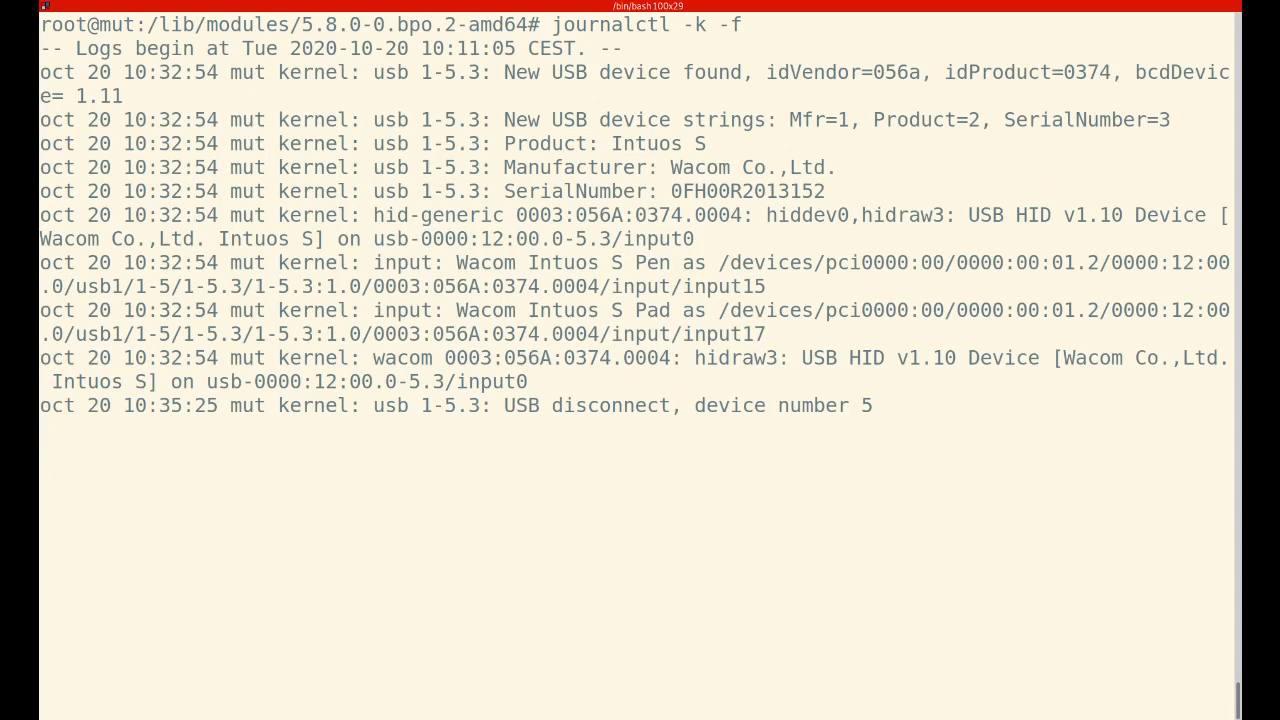 /bin/bash 100x29
root@mut:/lib/modules/5.8.0-0.bpo.2-amd64# journalctl -k -f
-- Logs begin at Tue 2020-10-20 10:11:05 CEST. --
oct 20 10:32:54 mut kernel: usb 1-5.3: New USB device found, idVendor=056a, idProduct=0374, bcdDevic
e= 1.11
oct 20 10:32:54 mut kernel: usb 1-5.3: New USB device strings: Mfr=1, Product=2, SerialNumber=3
oct 20 10:32:54 mut kernel: usb 1-5.3: Product: Intuos S
oct 20 10:32:54 mut kernel: usb 1-5.3: Manufacturer: Wacom Co.,Ltd.
oct 20 10:32:54 mut kernel: usb 1-5.3: SerialNumber: 0FH00R2013152
oct 20 10:32:54 mut kernel: hid-generic 0003:056A:0374.0004: hiddev0,hidraw3: USB HID v1.10 Device [
Wacom Co.,Ltd. Intuos S] on usb-0000:12:00.0-5.3/input0
oct 20 10:32:54 mut kernel: input: Wacom Intuos S Pen as /devices/pci0000:00/0000:00:01.2/0000:12:00
.0/usb1/1-5/1-5.3/1-5.3:1.0/0003:056A:0374.0004/input/input15
oct 20 10:32:54 mut kernel: input: Wacom Intuos S Pad as /devices/pci0000:00/0000:00:01.2/0000:12:00
.0/usb1/1-5/1-5.3/1-5.3:1.0/0003:056A:0374.0004/input/input17
oct 20 10:32:54 mut kernel: wacom 0003:056A:0374.0004: hidraw3: USB HID v1.10 Device [Wacom Co.,Ltd.
 Intuos S] on usb-0000:12:00.0-5.3/input0
oct 20 10:35:25 mut kernel: usb 1-5.3: USB disconnect, device number 5